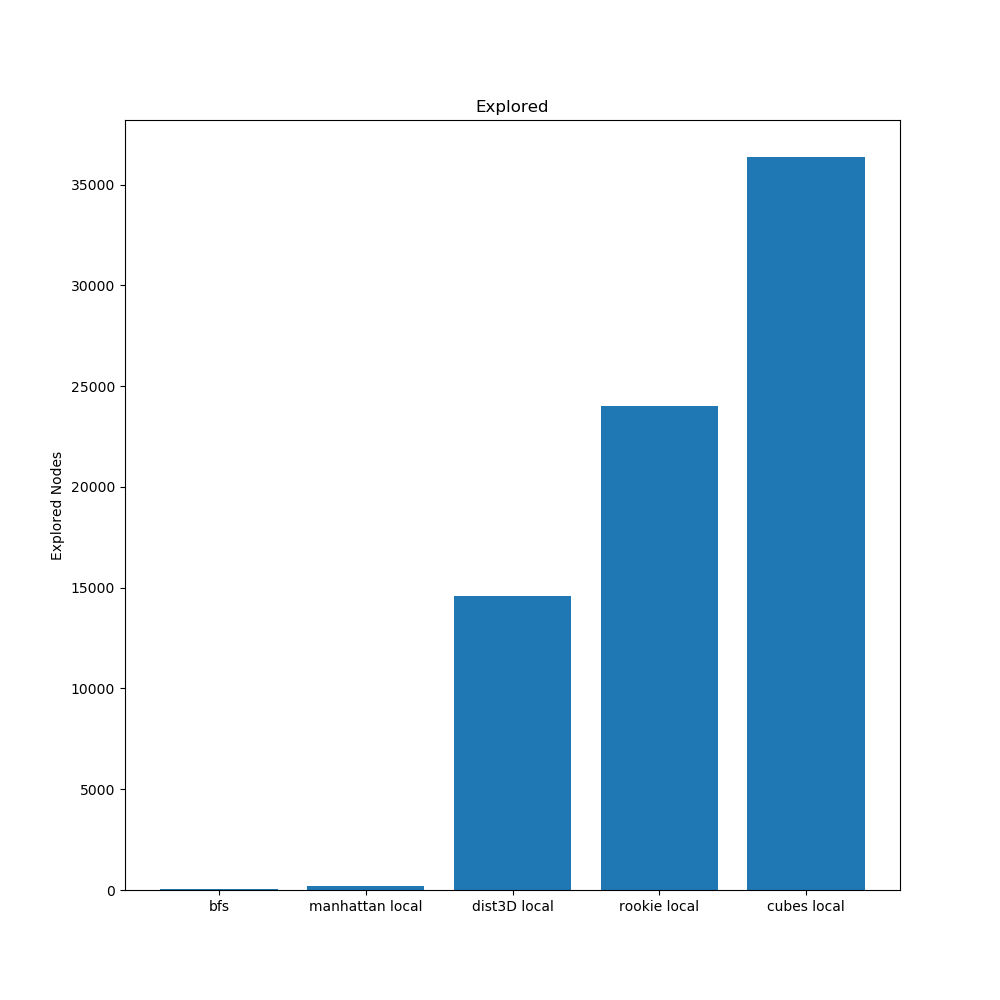 Explored
35000
30000
25000
20000
15000
10000
5000
0
Explored Nodes
bfs
manhattan local
dist3D local
rookie local
cubes local